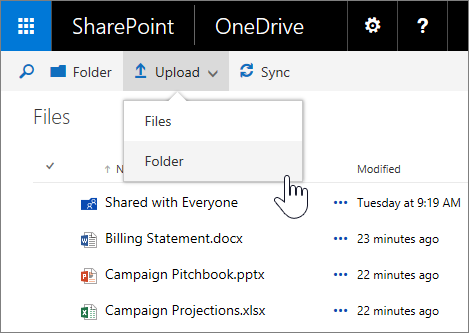 SharePoint OneDrive ?
Folder Upload Sync
Files
Files
Folder
Modified
Shared with Everyone ••• Tuesday at 9:19 AM
Billing Statement.docx ••• 23 minutes ago
Campaign Pitchbook.pptx ••• 22 minutes ago
Campaign Projections.xlsx ••• 22 minutes ago